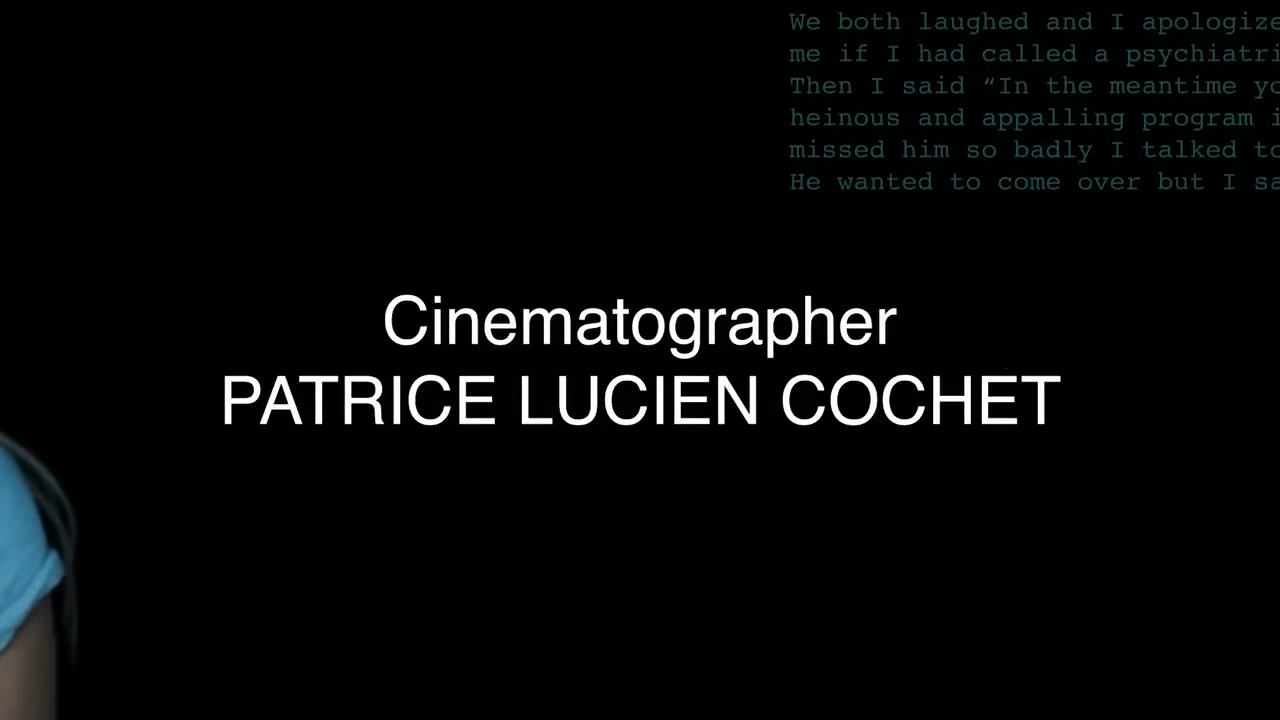 We both laughed and I apologize
me if I had called a psychiatri
Then I said “In the meantime yo
heinous and appalling program i
missed him so badly I talked to
He wanted to come over but I sa
Cinematographer
PATRICE LUCIEN COCHET